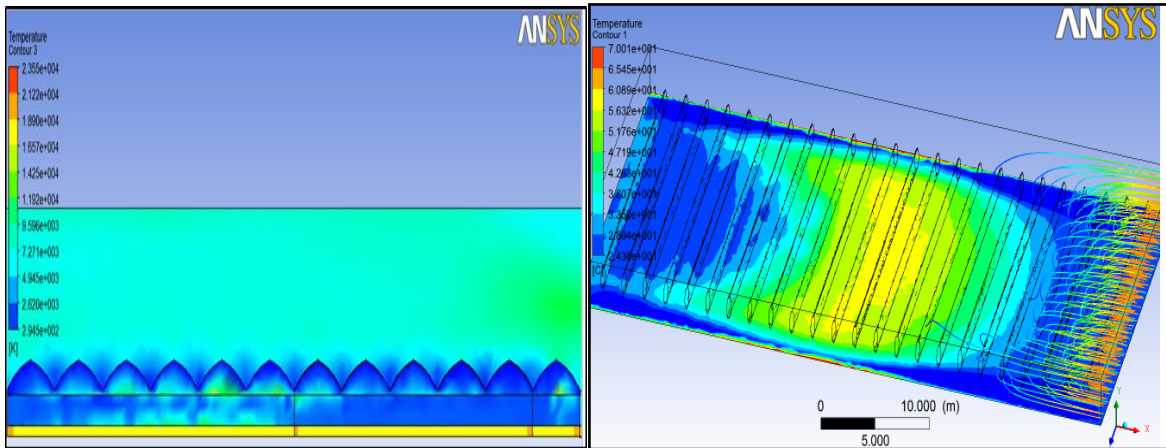 ANSYS
Temperature
Contour 3
2.355e+004
2.122e+004
1.890e+004
1.657e+004
1.425e+004
1.192e+004
9.596e+003
7.271e+003
4.945e+003
2.620e+003
2.945e+002
[K]
ANSYS
Temperature
Contour 1
7.001e+001
6.545e+001
6.089e+001
5.632e+001
5.176e+001
4.719e+001
[C]
0 10.000 (m)
5.000
Y
X